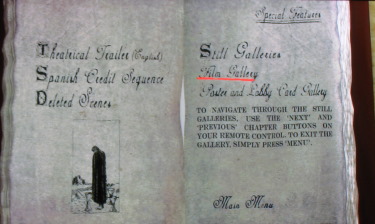 Theatrical Trailer (English)
Spanish Credit Sequence
Deleted Scenes
Special Features
Still Galleries
Film Gallery
Poster and Lobby Card Gallery
TO NAVIGATE THROUGH THE STILL
GALLERIES, USE THE 'NEXT' AND
'PREVIOUS' CHAPTER BUTTONS ON
YOUR REMOTE CONTROL. TO EXIT THE
GALLERY, SIMPLY PRESS 'MENU'.
Main Menu